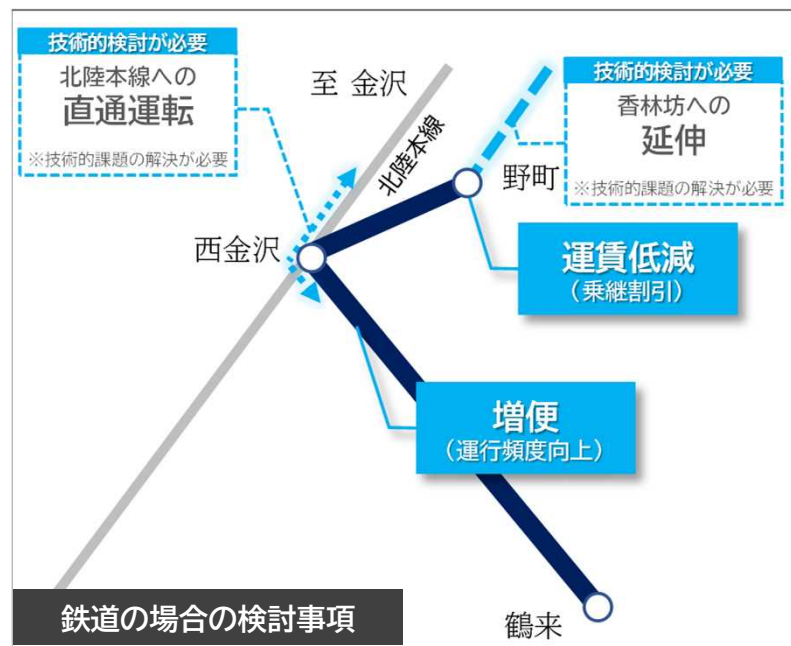 技術的検討が必要
北陸本線への
直通運転
※技術的課題の解決が必要
至 金沢
北陸本線
技術的検討が必要
香林坊への
延伸
※技術的課題の解決が必要
野町
西金沢
運賃低減
（乗継割引）
増便
（運行頻度向上）
鶴来
鉄道の場合の検討事項